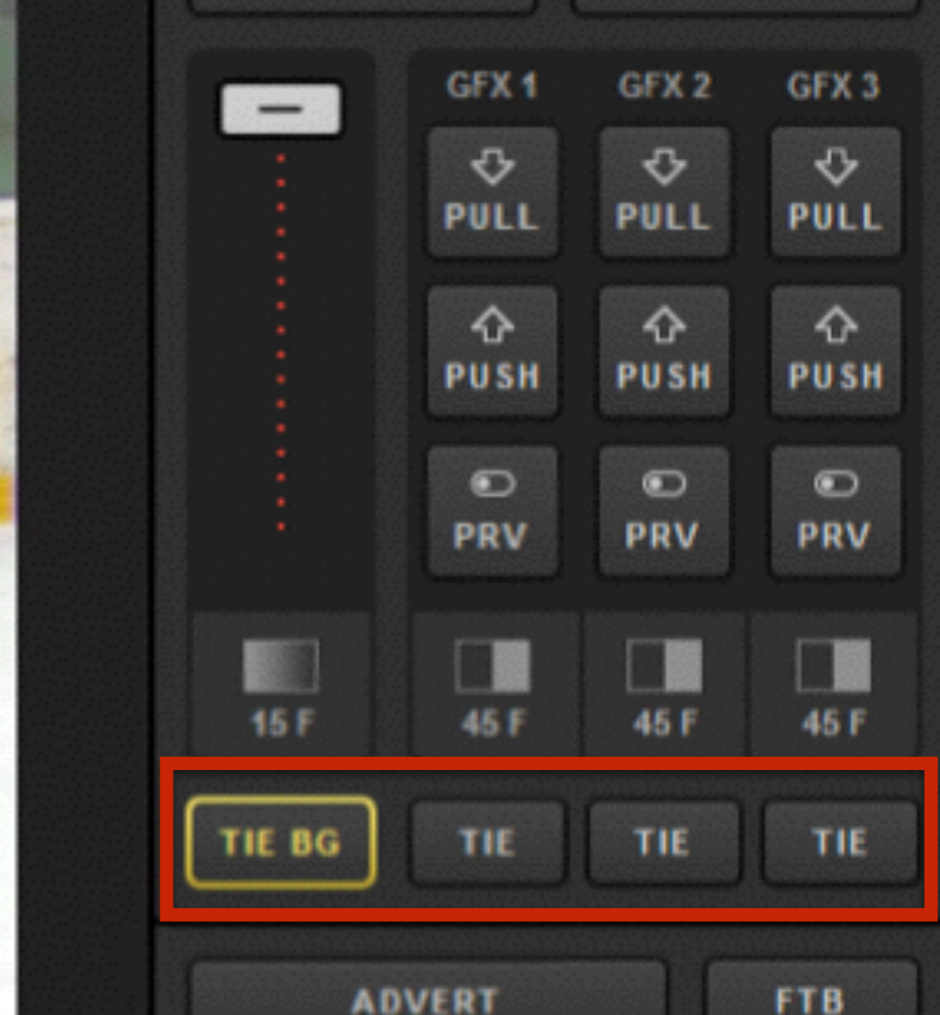 GFX 1 GFX 2 GFX 3
PULL PULL PULL
PUSH PUSH PUSH
PRV PRV PRV
15 F 45 F 45 F 45 F
TIE BG TIE TIE TIE
ADVERT FTB